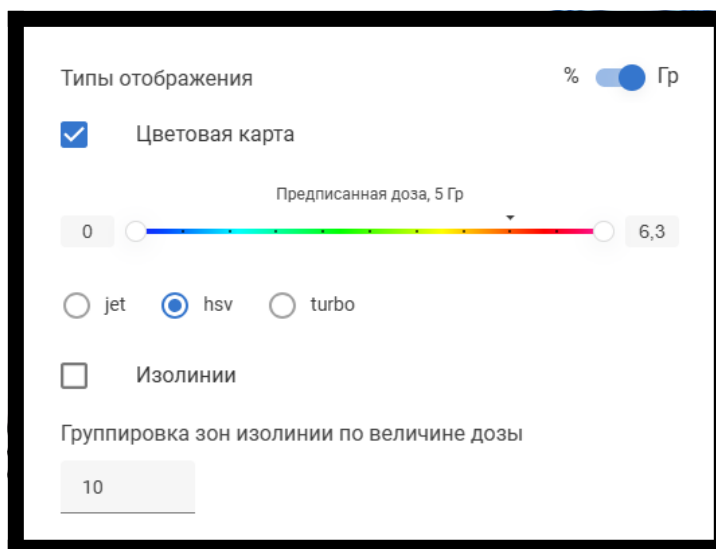 Типы отображения % Гр
Цветовая карта
Предписанная доза, 5 Гр
0 6,3
jet hsv turbo
Изолинии
Группировка зон изолинии по величине дозы
10